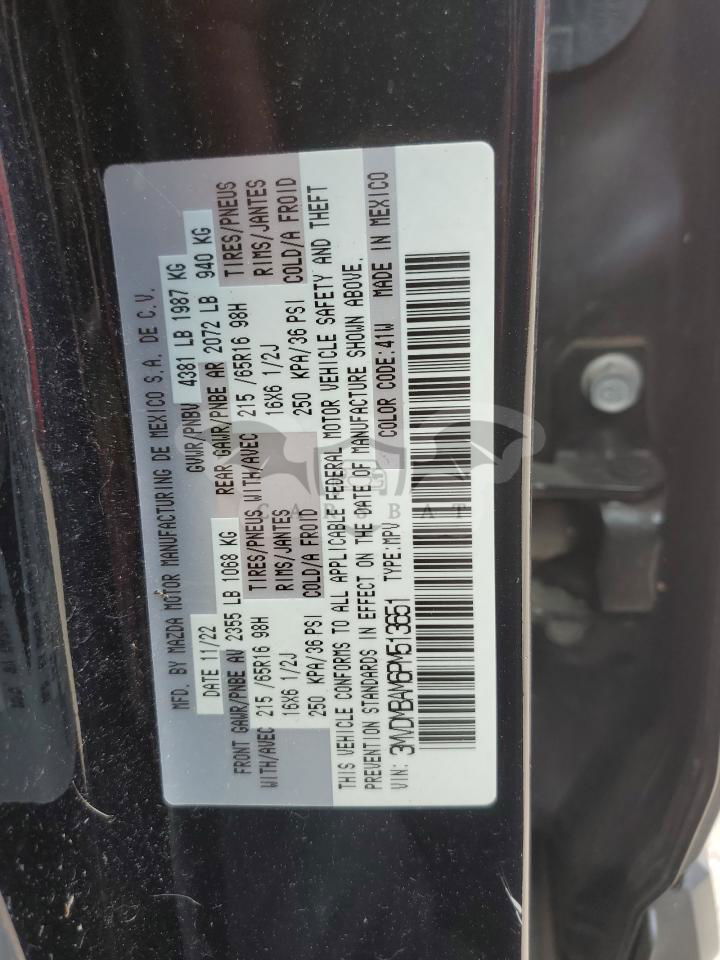 MFD. BY MAZDA MOTOR MANUFACTURING DE MEXICO S.A. DE C.V.
DATE 11/22 GVWR/PNBV 4381 LB 1987 KG
FRONT GAWR/PNBE AV 2355 LB 1068 KG REAR GAWR/PNBE AR 2072 LB 940 KG
WITH/AVEC 215 /65R16 98H TIRES/PNEUS WITH/AVEC 215 /65R16 98H TIRES/PNEUS
16X6 1/2J RIMS/JANTES 16X6 1/2J RIMS/JANTES
250 KPA/36 PSI COLD/A FROID 250 KPA/36 PSI COLD/A FROID
THIS VEHICLE CONFORMS TO ALL APPLICABLE FEDERAL MOTOR VEHICLE SAFETY AND THEFT
PREVENTION STANDARDS IN EFFECT ON THE DATE OF MANUFACTURE SHOWN ABOVE.
VIN: 3MVDMBAM6PM513651 TYPE:MPV COLOR CODE:41W MADE IN MEXICO
CARSBAT